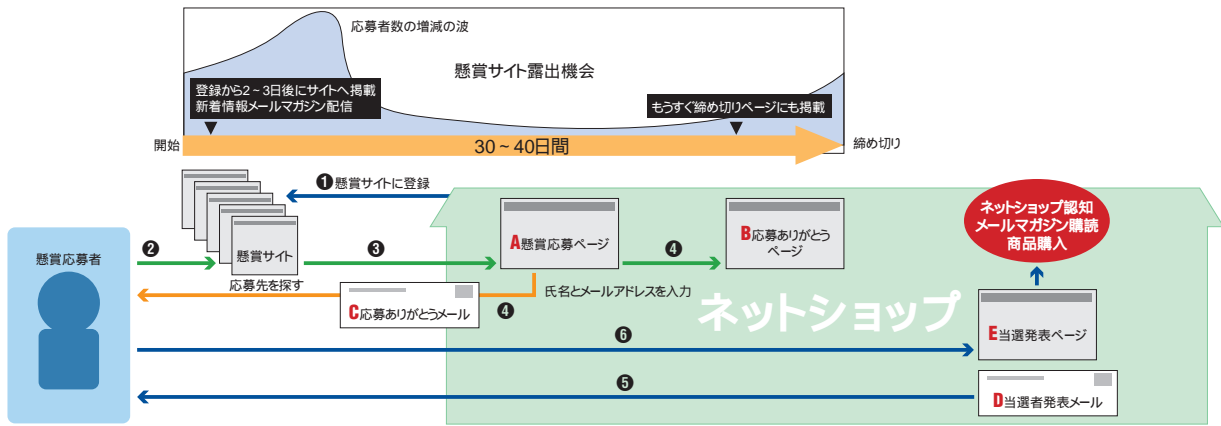 応募者数の増減の波
懸賞サイト露出機会
登録から2~3日後にサイトへ掲載
新着情報メールマガジン配信
もうすぐ締め切りページにも掲載
開始
30~40日間
締め切り
❶懸賞サイトに登録
ネットショップ認知
メールマガジン購読
商品購入
懸賞応募者
❷
懸賞サイト
応募先を探す
❸
A懸賞応募ページ
❹
B応募ありがとう
ページ
氏名とメールアドレスを入力
C応募ありがとうメール
❹
ネットショップ
E当選発表ページ
❻
❺
D当選者発表メール